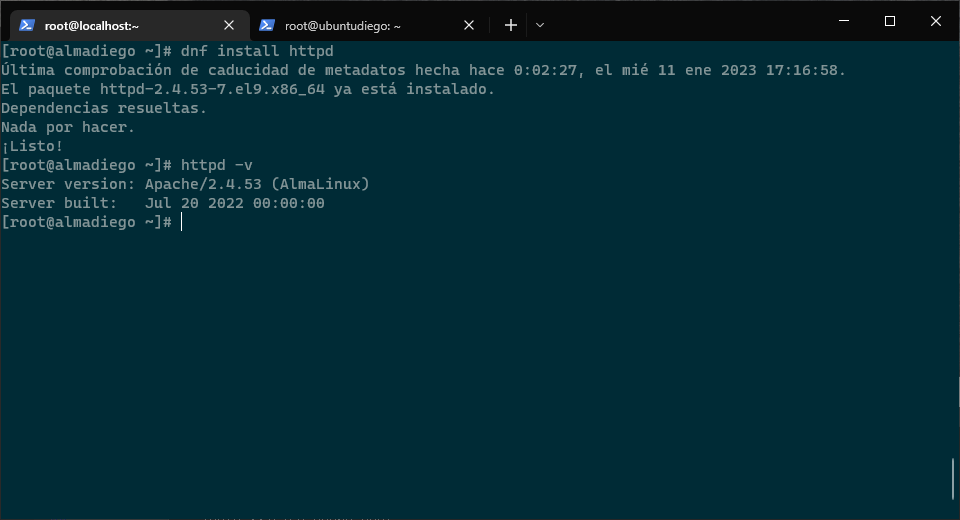 root@localhost:~
root@ubuntudiego: ~
[root@almadiego ~]# dnf install httpd
Última comprobación de caducidad de metadatos hecha hace 0:02:27, el mié 11 ene 2023 17:16:58.
El paquete httpd-2.4.53-7.el9.x86_64 ya está instalado.
Dependencias resueltas.
Nada por hacer.
¡Listo!
[root@almadiego ~]# httpd -v
Server version: Apache/2.4.53 (AlmaLinux)
Server built:   Jul 20 2022 00:00:00
[root@almadiego ~]#